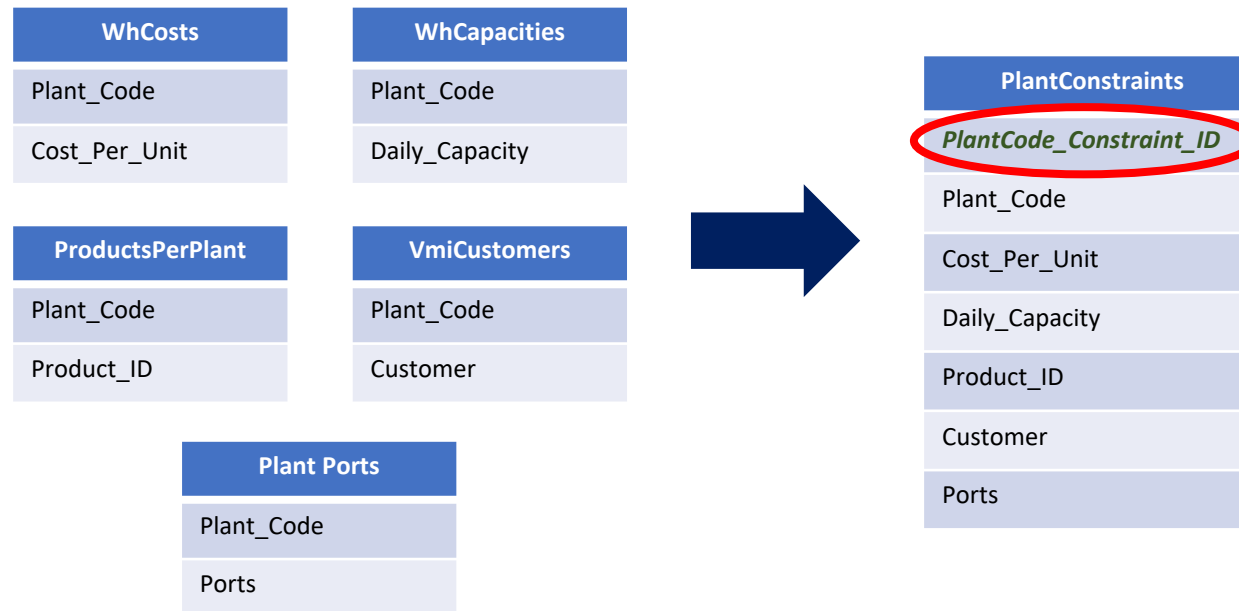 WhCosts
Plant_Code
Cost_Per_Unit
WhCapacities
Plant_Code
Daily_Capacity
ProductsPerPlant
Plant_Code
Product_ID
VmiCustomers
Plant_Code
Customer
Plant Ports
Plant_Code
Ports
PlantConstraints
PlantCode_Constraint_ID
Plant_Code
Cost_Per_Unit
Daily_Capacity
Product_ID
Customer
Ports